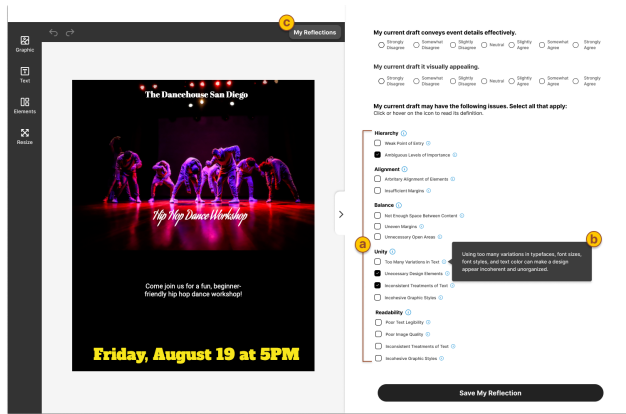 C
My Reflections
Graphic
Text
Elements
Resize
The Dancehouse San Diego
Hip Hop Dance Workshop
Come join us for a fun, beginner-
friendly hip hop dance workshop!
Friday, August 19 at 5PM
My current draft conveys event details effectively.
Strongly Disagree Somewhat Disagree Slightly Disagree Neutral Slightly Agree Somewhat Agree Strongly Agree
My current draft it visually appealing.
Strongly Disagree Somewhat Disagree Slightly Disagree Neutral Slightly Agree Somewhat Agree Strongly Agree
My current draft may have the following issues. Select all that apply:
Click or hover on the icon to read its definition.
Hierarchy
Weak Point of Entry
Ambiguous Levels of Importance
Alignment
Arbitrary Alignment of Elements
Insufficient Margins
Balance
Not Enough Space Between Content
Uneven Margins
Unnecessary Open Areas
a
b
Unity
Too Many Variations in Text
Using too many variations in typefaces, font sizes,
font styles, and text color can make a design
appear incoherent and unorganized.
Unnecessary Design Elements
Inconsistent Treatments of Text
Incohesive Graphic Styles
Readability
Poor Text Legibility
Poor Image Quality
Inconsistent Treatments of Text
Incohesive Graphic Styles
Save My Reflection